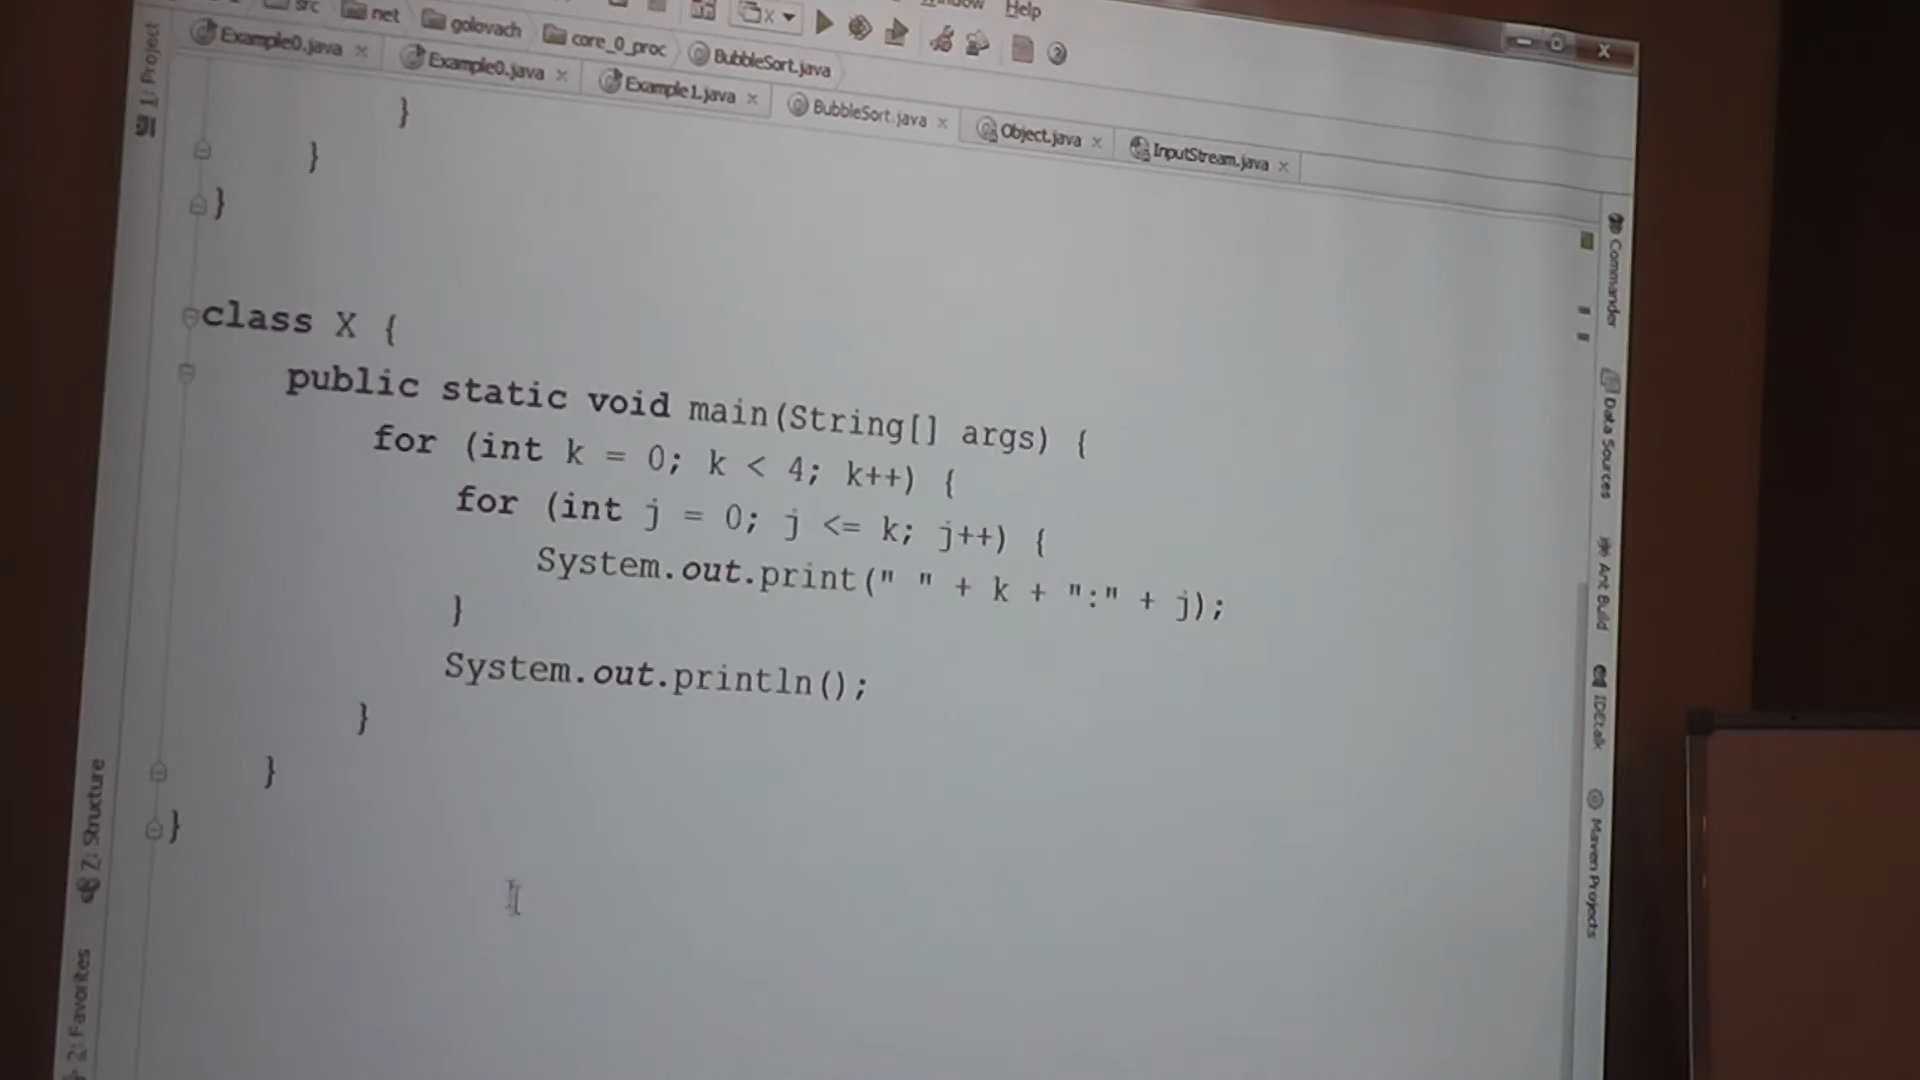 Help
src net golovach core_0_proc BubbleSort.java
Example0.java Example0.java Example1.java BubbleSort.java Object.java InputStream.java
1: Project
}
}
}
class X {
public static void main(String[] args) {
for (int k = 0; k < 4; k++) {
for (int j = 0; j <= k; j++) {
System.out.print(" " + k + ":" + j);
}
System.out.println();
}
}
}
Z: Structure
2: Favorites
Commander
Data Sources
Ant Build
IDEtalk
Maven Projects